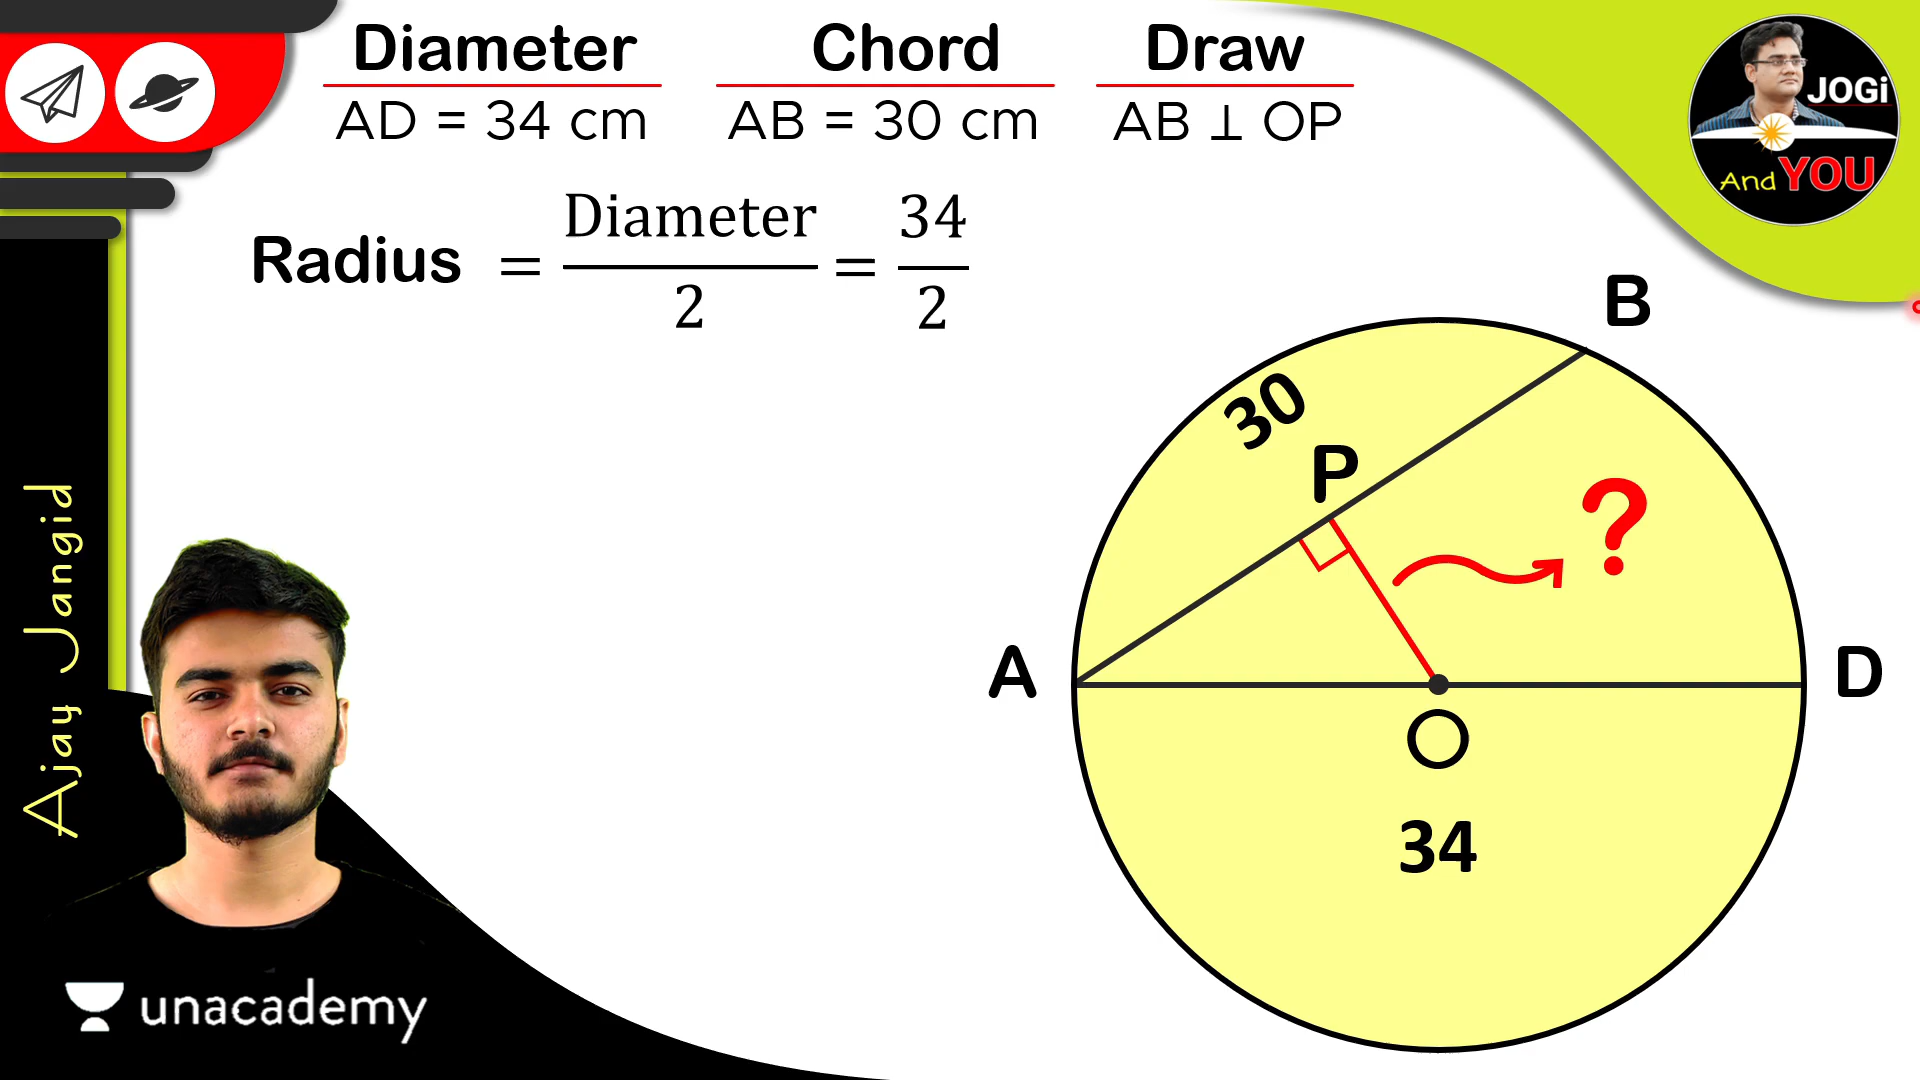 Diameter
AD = 34 cm
Chord
AB = 30 cm
Draw
AB ⊥ OP
JOGi
And YOU
Radius = Diameter/2 = 34/2
B
30
P
?
A
D
O
34
Ajay Jangid
unacademy